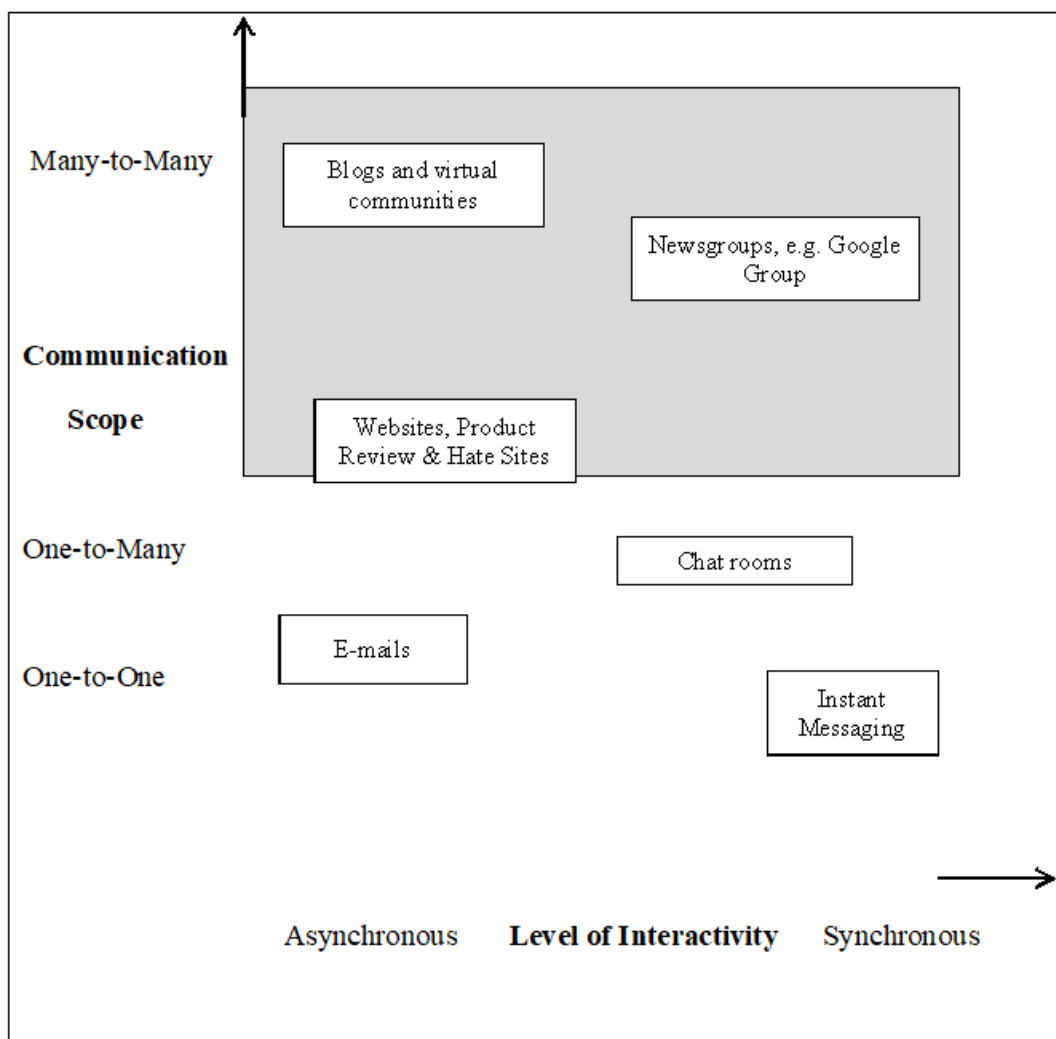 Many-to-Many
Blogs and virtual
communities
Newsgroups, e.g. Google
Group
Communication
Scope
Websites, Product
Review & Hate Sites
One-to-Many
Chat rooms
E-mails
One-to-One
Instant
Messaging
Asynchronous Level of Interactivity Synchronous